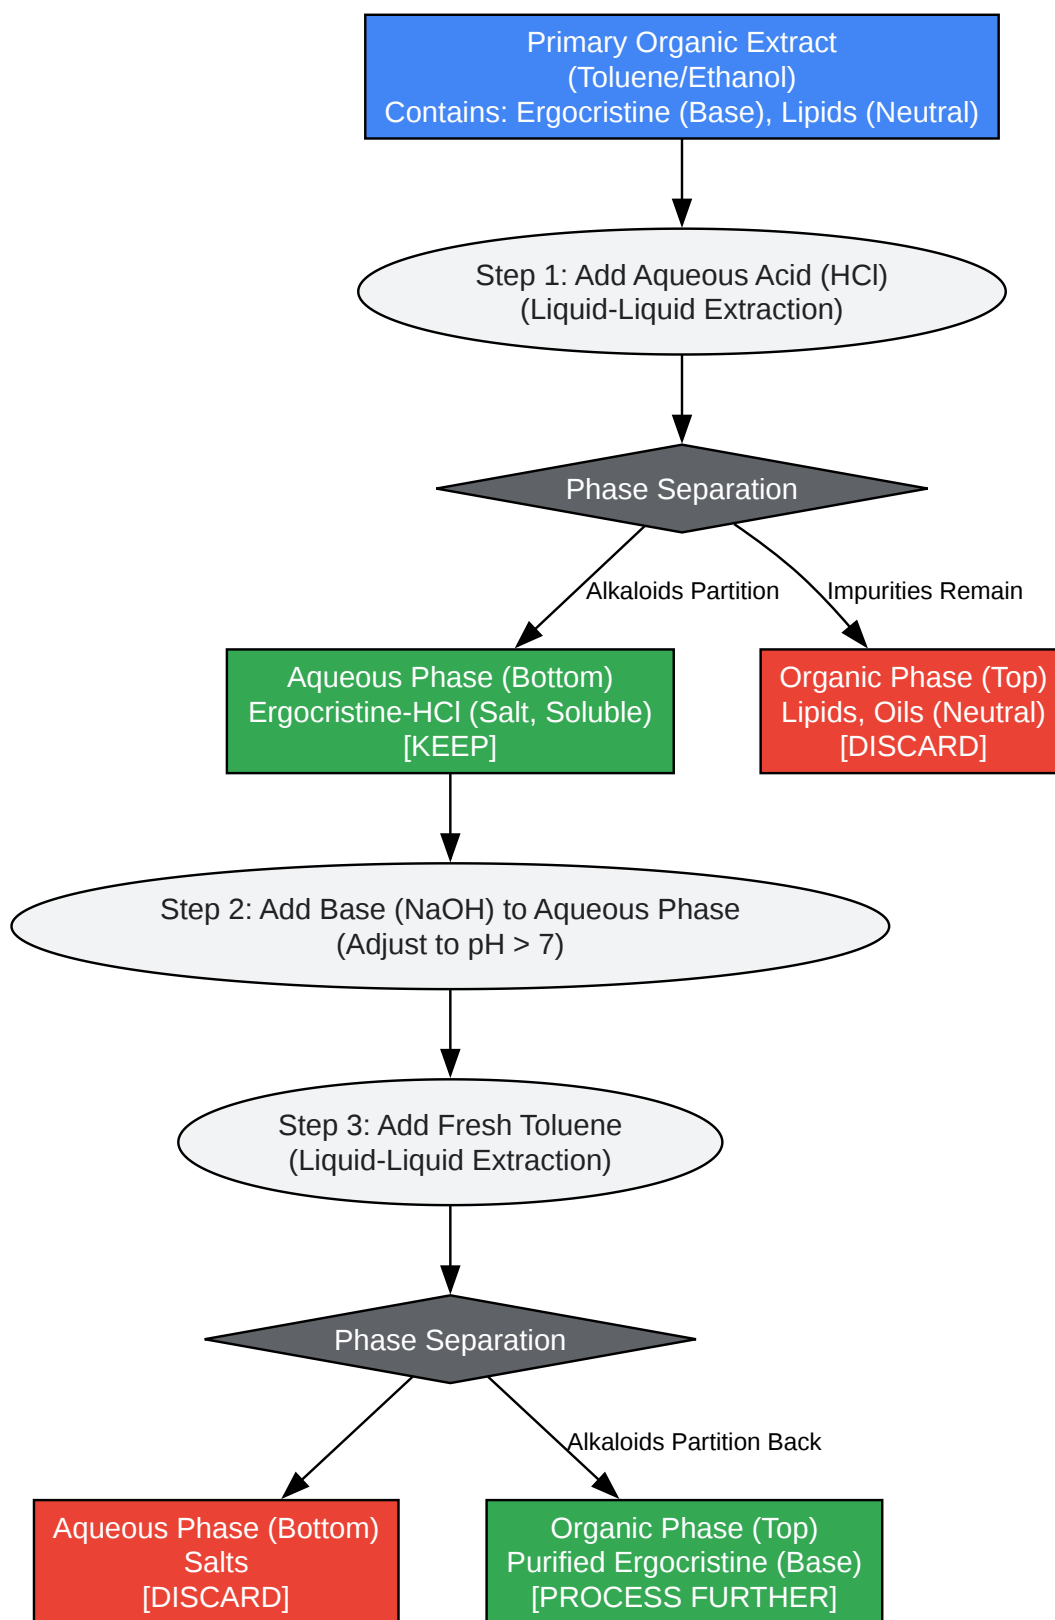 Primary Organic Extract
(Toluene/Ethanol)
Contains: Ergocristine (Base), Lipids (Neutral)
Step 1: Add Aqueous Acid (HCl)
(Liquid-Liquid Extraction)
Phase Separation
Alkaloids Partition
Impurities Remain
Aqueous Phase (Bottom)
Ergocristine-HCl (Salt, Soluble)
[KEEP]
Organic Phase (Top)
Lipids, Oils (Neutral)
[DISCARD]
Step 2: Add Base (NaOH) to Aqueous Phase
(Adjust to pH > 7)
Step 3: Add Fresh Toluene
(Liquid-Liquid Extraction)
Phase Separation
Alkaloids Partition Back
Aqueous Phase (Bottom)
Salts
[DISCARD]
Organic Phase (Top)
Purified Ergocristine (Base)
[PROCESS FURTHER]